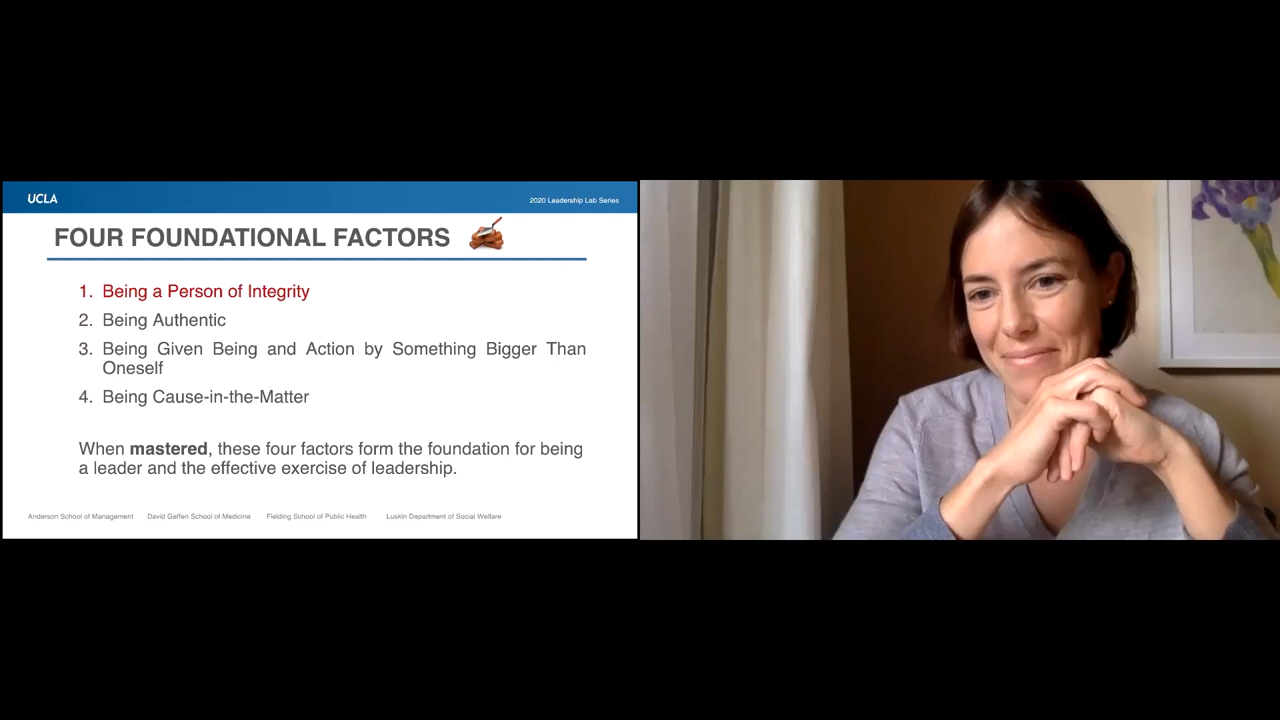 UCLA
2020 Leadership Lab Series
FOUR FOUNDATIONAL FACTORS
1. Being a Person of Integrity
2. Being Authentic
3. Being Given Being and Action by Something Bigger Than
Oneself
4. Being Cause-in-the-Matter
When mastered, these four factors form the foundation for being
a leader and the effective exercise of leadership.
Anderson School of Management David Geffen School of Medicine Fielding School of Public Health Luskin Department of Social Welfare